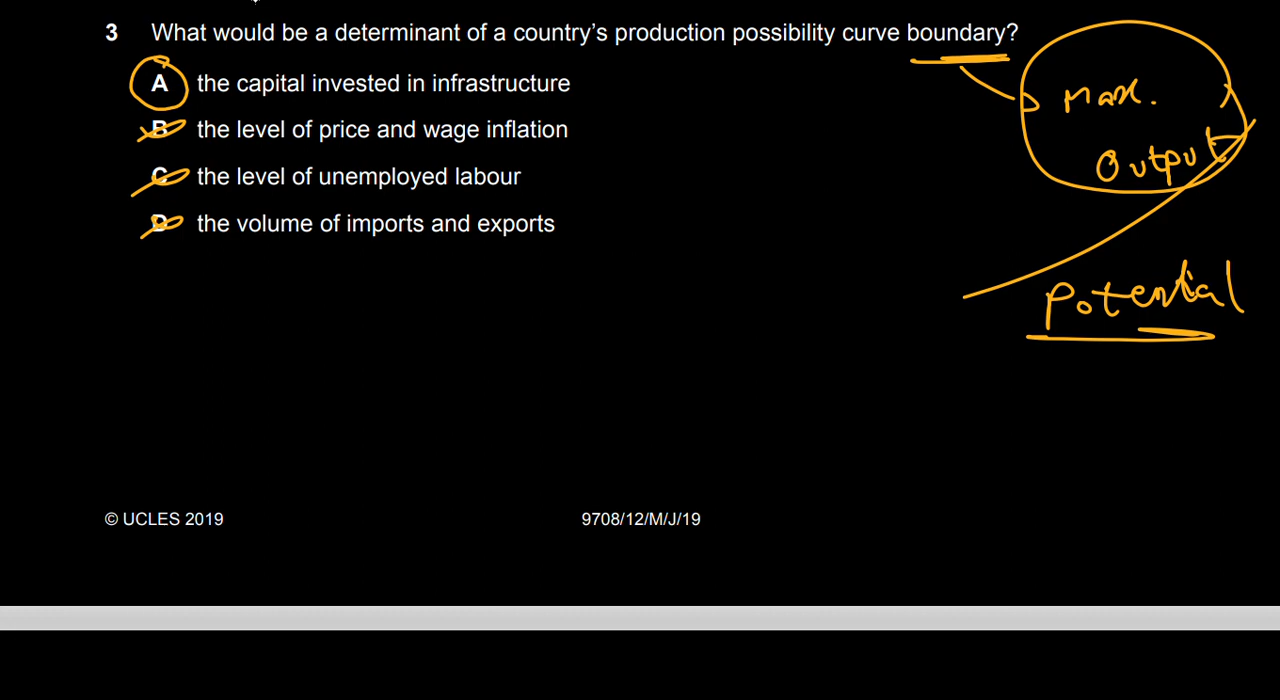 3 What would be a determinant of a country's production possibility curve boundary?
A the capital invested in infrastructure
B the level of price and wage inflation
C the level of unemployed labour
D the volume of imports and exports
Max.
Output
Potential
© UCLES 2019 9708/12/M/J/19